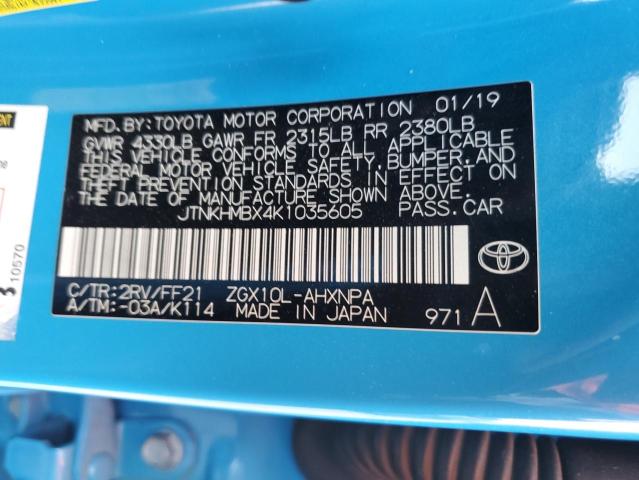 MFD. BY:TOYOTA MOTOR CORPORATION 01/19
GVWR 4330LB GAWR FR 2315LB RR 2380LB
THIS VEHICLE CONFORMS TO ALL APPLICABLE
FEDERAL MOTOR VEHICLE SAFETY, BUMPER, AND
THEFT PREVENTION STANDARDS IN EFFECT ON
THE DATE OF MANUFACTURE SHOWN ABOVE.
JTNKHMBX4K1035605 PASS.CAR
C/TR:2RV/FF21 ZGX10L-AHXNPA
A/TM:-03A/K114 MADE IN JAPAN 971 A
10570